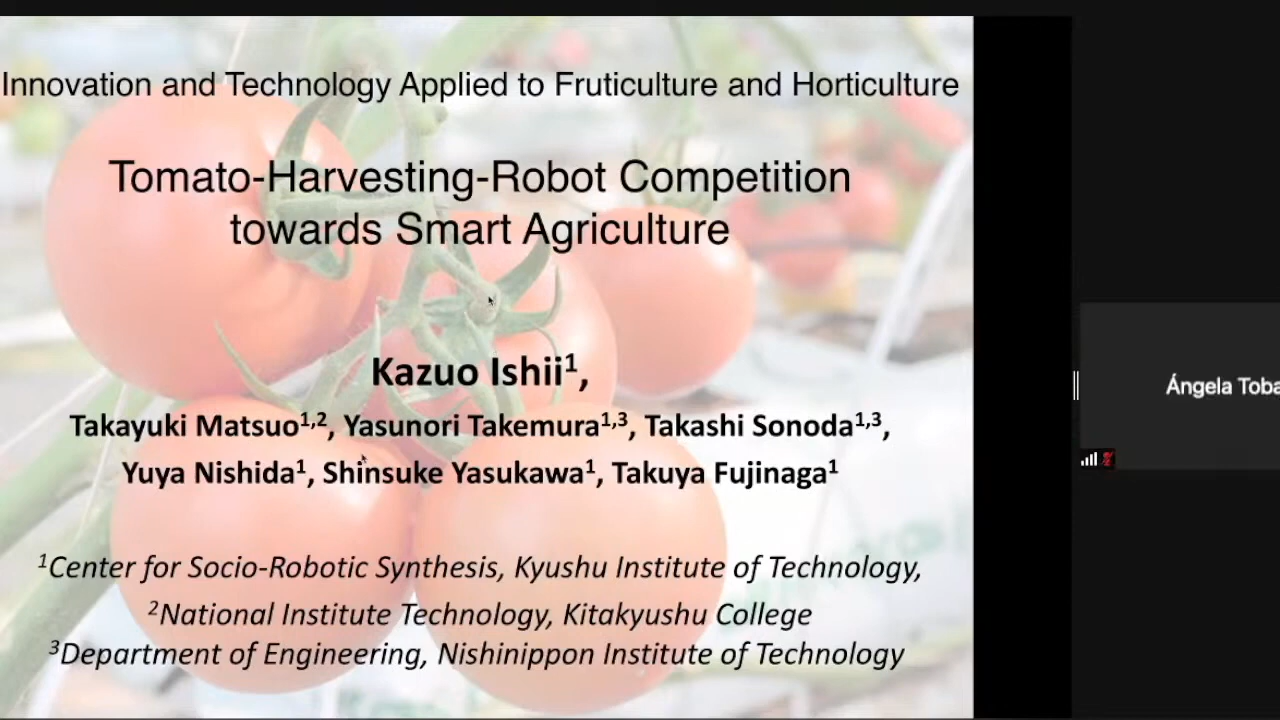 Innovation and Technology Applied to Fruticulture and Horticulture
Tomato-Harvesting-Robot Competition
towards Smart Agriculture
Kazuo Ishii¹,
Takayuki Matsuo¹,², Yasunori Takemura¹,³, Takashi Sonoda¹,³,
Yuya Nishida¹, Shinsuke Yasukawa¹, Takuya Fujinaga¹
¹Center for Socio-Robotic Synthesis, Kyushu Institute of Technology,
²National Institute Technology, Kitakyushu College
³Department of Engineering, Nishinippon Institute of Technology
Ángela Toba